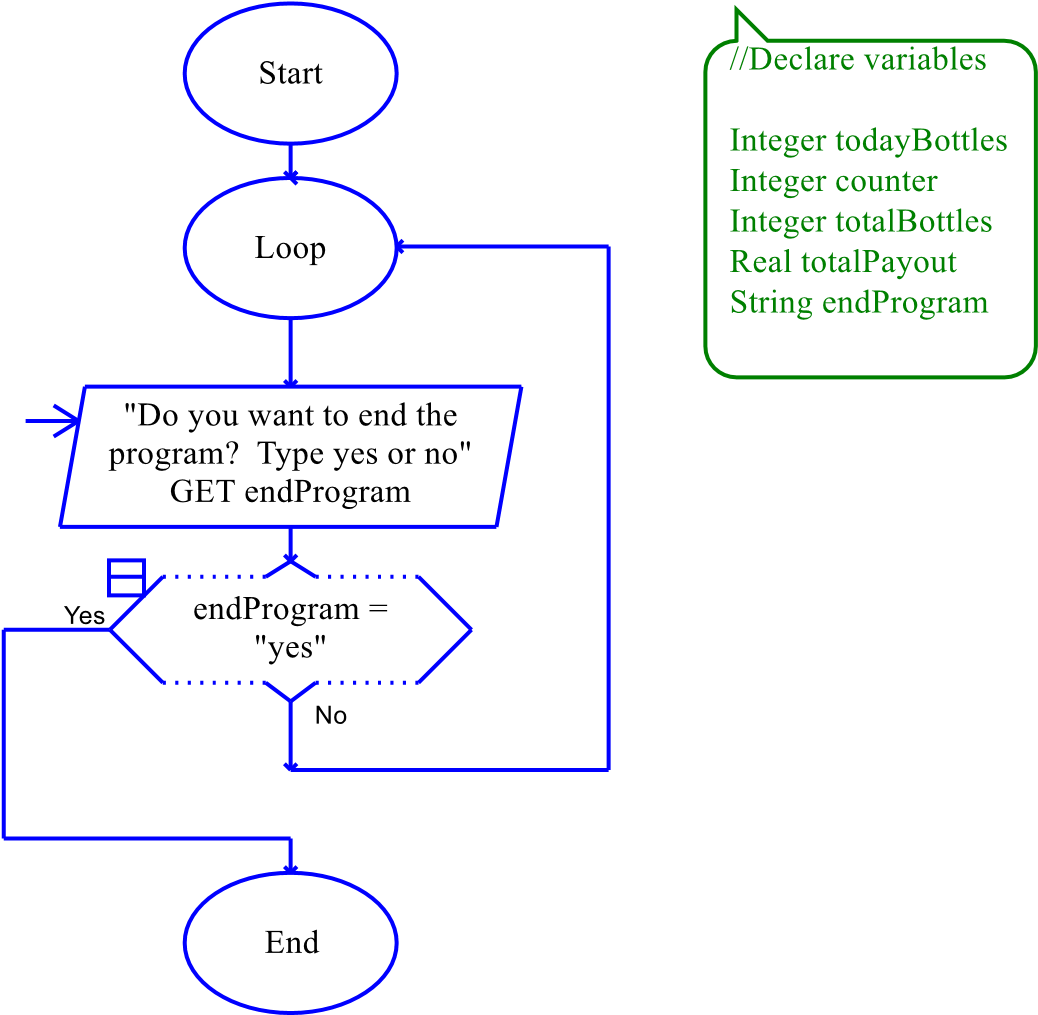 Start
Loop
"Do you want to end the
program?  Type yes or no"
GET endProgram
Yes
endProgram =
"yes"
No
End
//Declare variables
Integer todayBottles
Integer counter
Integer totalBottles
Real totalPayout
String endProgram